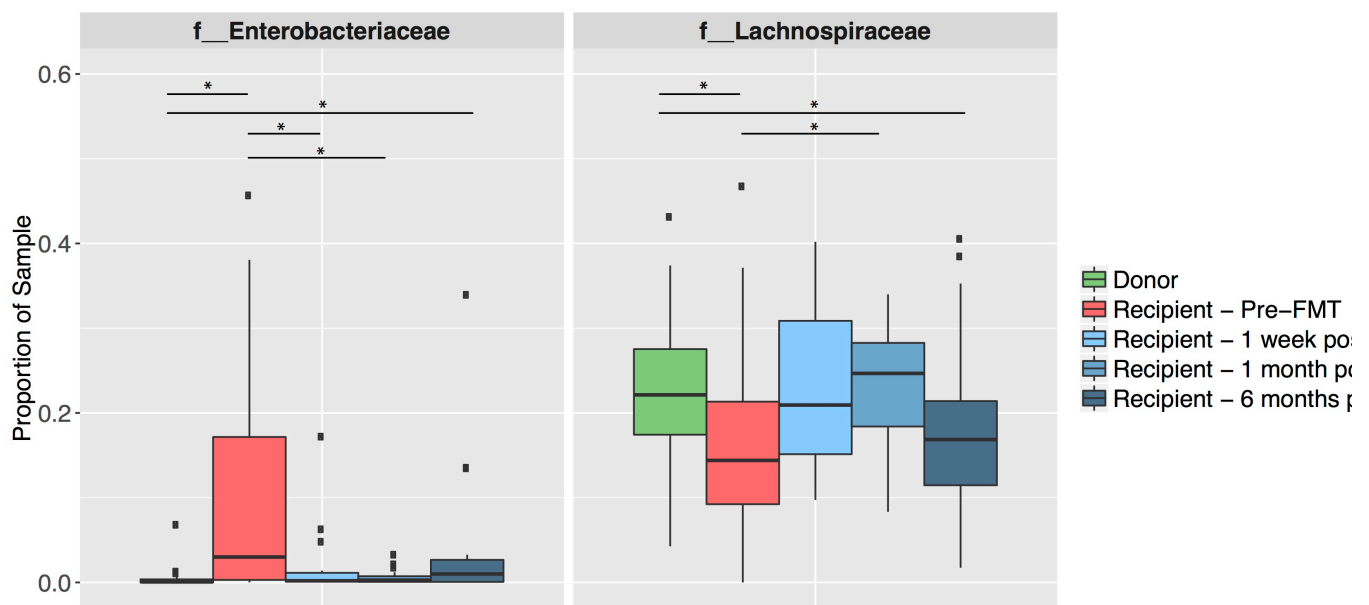 f__Enterobacteriaceae
f__Lachnospiraceae
0.6
0.4
0.2
0.0
Proportion of Sample
* * * *
* * *
Donor
Recipient - Pre-FMT
Recipient - 1 week pos
Recipient - 1 month po
Recipient - 6 months p